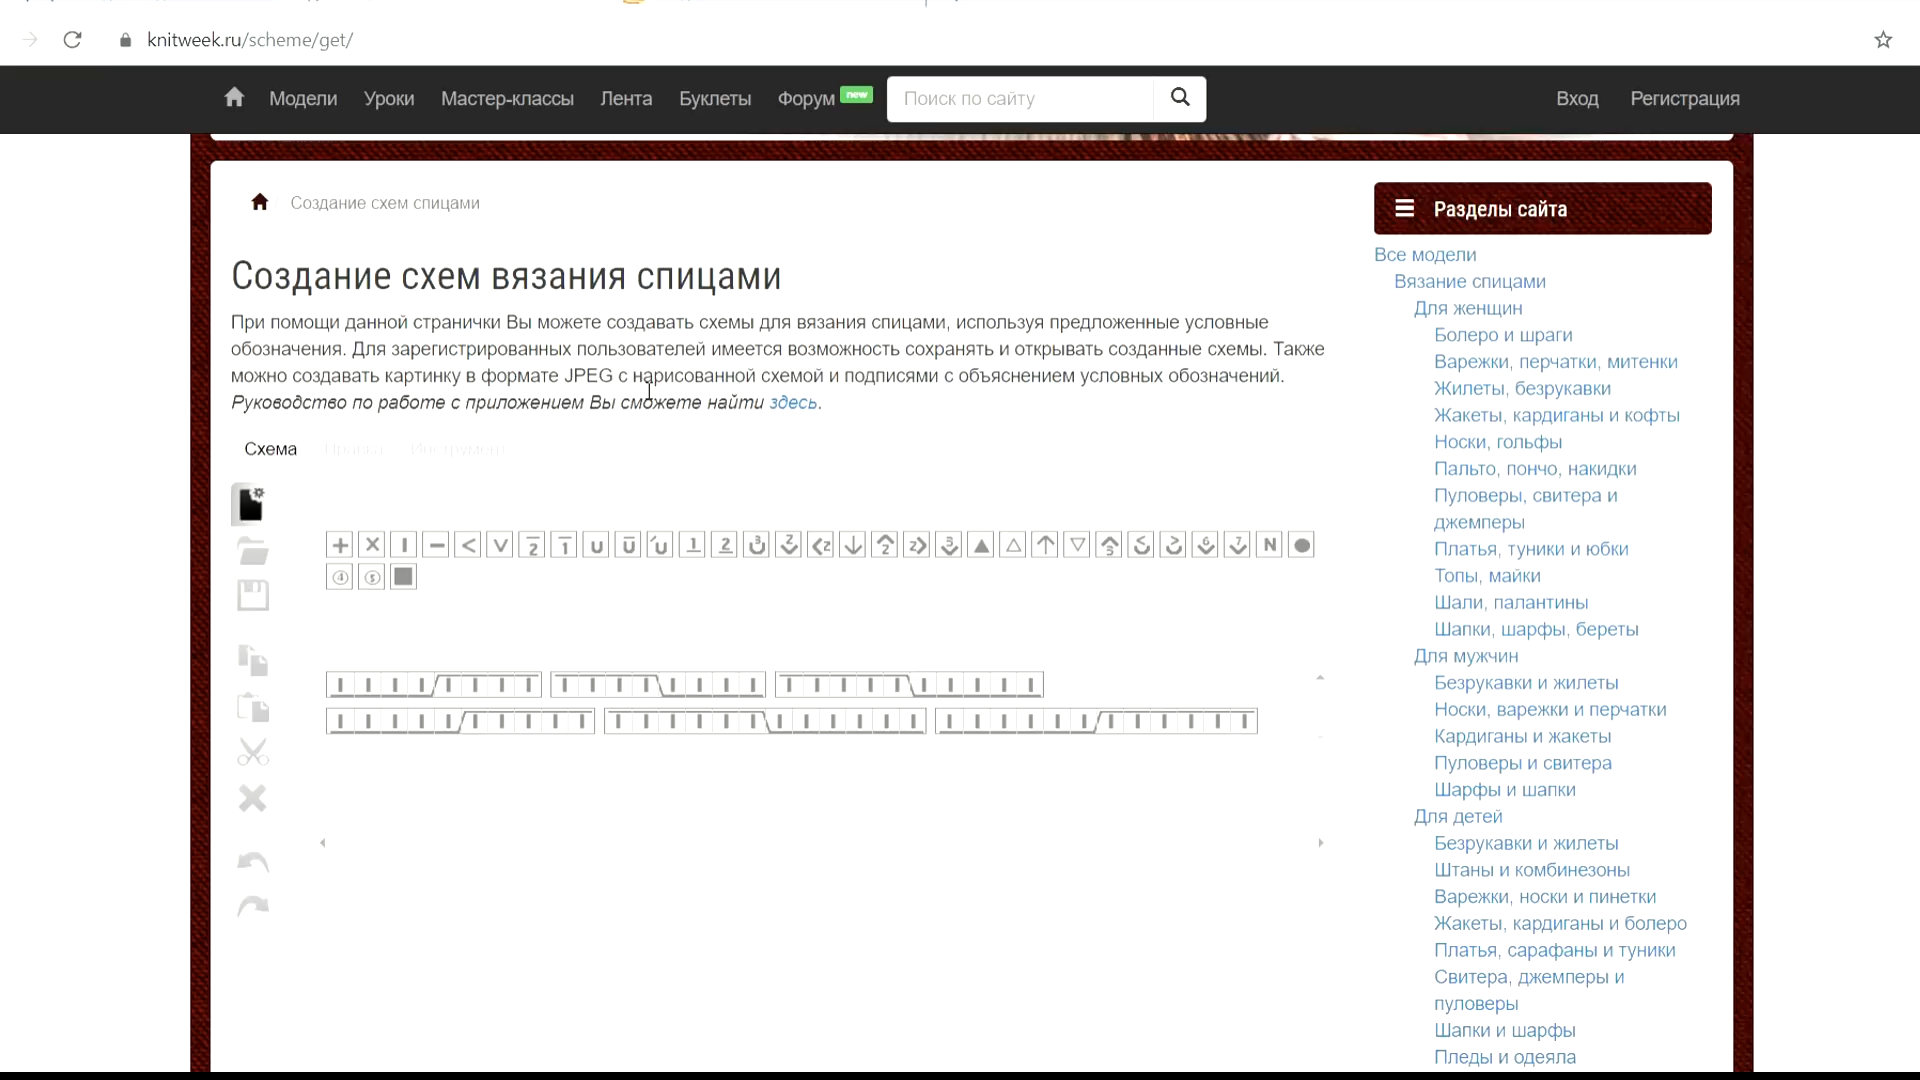 knitweek.ru/scheme/get/
Модели Уроки Мастер-классы Лента Буклеты Форум new Поиск по сайту Вход Регистрация
Создание схем спицами
Создание схем вязания спицами
При помощи данной странички Вы можете создавать схемы для вязания спицами, используя предложенные условные
обозначения. Для зарегистрированных пользователей имеется возможность сохранять и открывать созданные схемы. Также
можно создавать картинку в формате JPEG с нарисованной схемой и подписями с объяснением условных обозначений.
Руководство по работе с приложением Вы сможете найти здесь.
Схема Правка Инструмент
Разделы сайта
Все модели
Вязание спицами
Для женщин
Болеро и шраги
Варежки, перчатки, митенки
Жилеты, безрукавки
Жакеты, кардиганы и кофты
Носки, гольфы
Пальто, пончо, накидки
Пуловеры, свитера и
джемперы
Платья, туники и юбки
Топы, майки
Шали, палантины
Шапки, шарфы, береты
Для мужчин
Безрукавки и жилеты
Носки, варежки и перчатки
Кардиганы и жакеты
Пуловеры и свитера
Шарфы и шапки
Для детей
Безрукавки и жилеты
Штаны и комбинезоны
Варежки, носки и пинетки
Жакеты, кардиганы и болеро
Платья, сарафаны и туники
Свитера, джемперы и
пуловеры
Шапки и шарфы
Пледы и одеяла